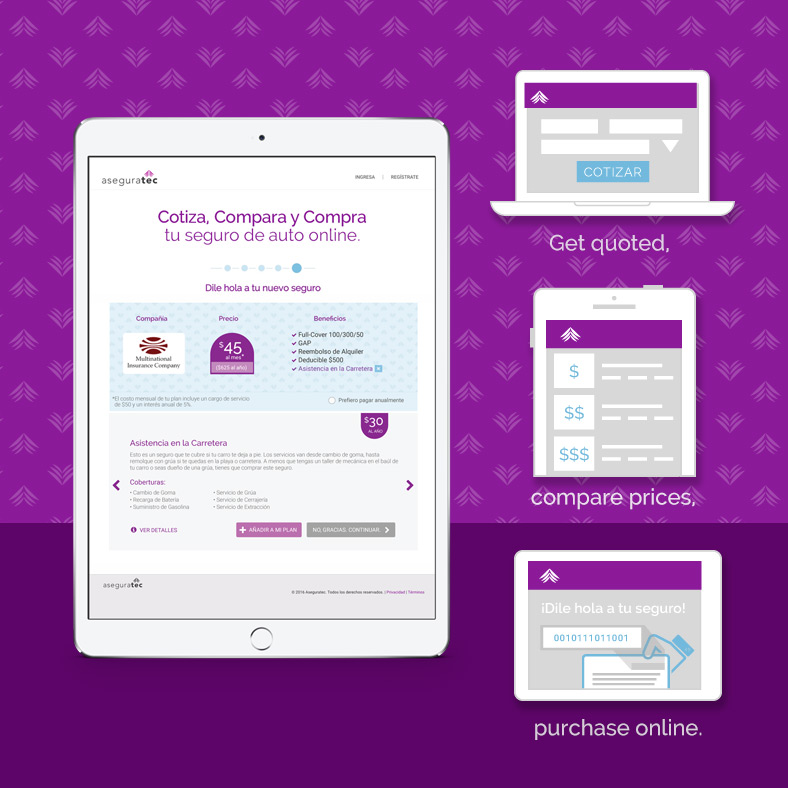 aseguratec
INGRESA | REGÍSTRATE
Cotiza, Compara y Compra
tu seguro de auto online.
Dile hola a tu nuevo seguro
Compañía Precio Beneficios
Multinational
Insurance Company
$45
al mes*
($525 al año)
Full-Cover 100/300/50
GAP
Reembolso de Alquiler
Deducible $500
Asistencia en la Carretera
*El costo mensual de tu plan incluye un cargo de servicio
de $50 y un interés anual de 5%.
Prefiero pagar anualmente
$30
AL AÑO
Asistencia en la Carretera
Esto es un seguro que te cubre si tu carro te deja a pie. Los servicios van desde cambio de goma, hasta
remolque con grúa si te quedas en la playa o carretera. A menos que tengas un taller de mecánica en el baúl de
tu carro o seas dueño de una grúa, tienes que comprar este seguro.
Coberturas:
• Cambio de Goma
• Recarga de Batería
• Suministro de Gasolina
• Servicio de Grúa
• Servicio de Cerrajería
• Servicio de Extracción
VER DETALLES
+ AÑADIR A MI PLAN
NO, GRACIAS. CONTINUAR.
aseguratec
© 2016 Aseguratec. Todos los derechos reservados. | Privacidad | Términos
COTIZAR
Get quoted,
$
$$
$$$
compare prices,
¡Dile hola a tu seguro!
0010111011001
purchase online.